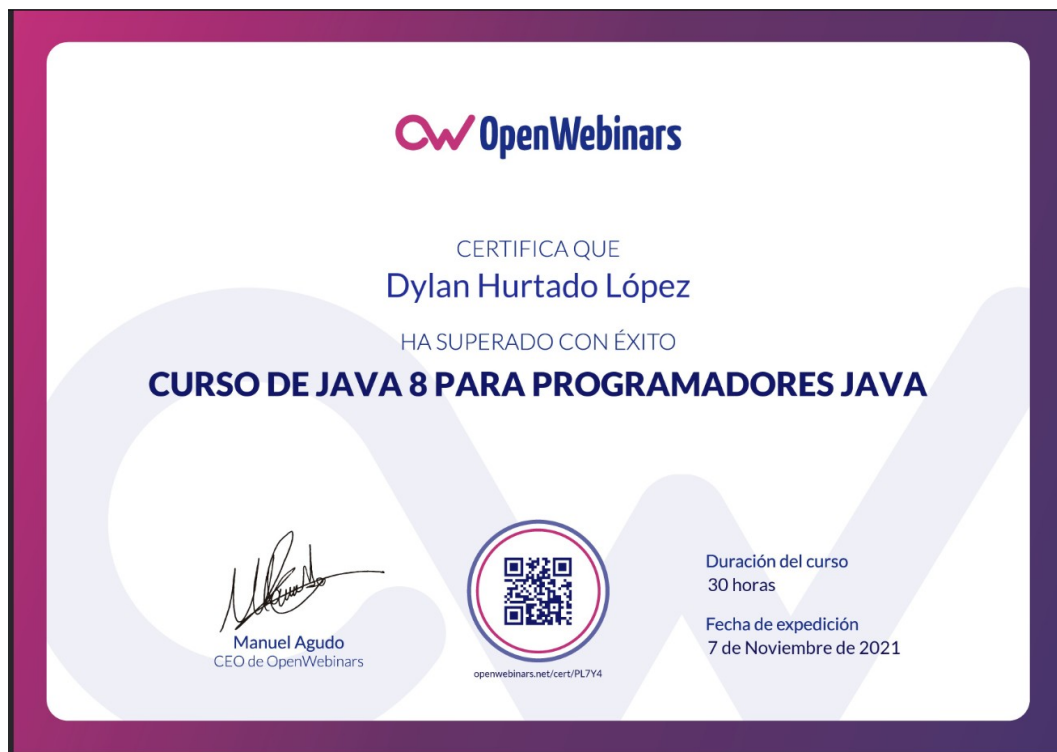 OpenWebinars
CERTIFICA QUE
Dylan Hurtado López
HA SUPERADO CON ÉXITO
CURSO DE JAVA 8 PARA PROGRAMADORES JAVA
Manuel Agudo
CEO de OpenWebinars
openwebinars.net/cert/PL7Y4
Duración del curso
30 horas
Fecha de expedición
7 de Noviembre de 2021